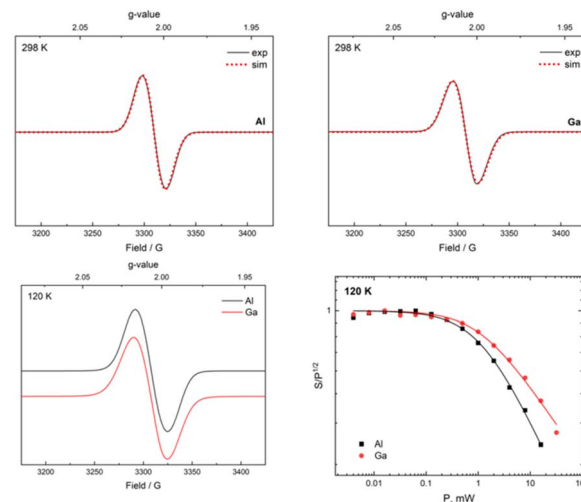 g-value
2.05 2.00 1.95
298 K
exp
sim
Al
3200 3250 3300 3350 3400
Field / G
g-value
2.05 2.00 1.95
298 K
exp
sim
Ga
3200 3250 3300 3350 3400
Field / G
g-value
2.05 2.00 1.95
120 K
Al
Ga
3200 3250 3300 3350 3400
Field / G
120 K
1
S/P^1/2
Al
Ga
0.01 0.1 1 10
P, mW